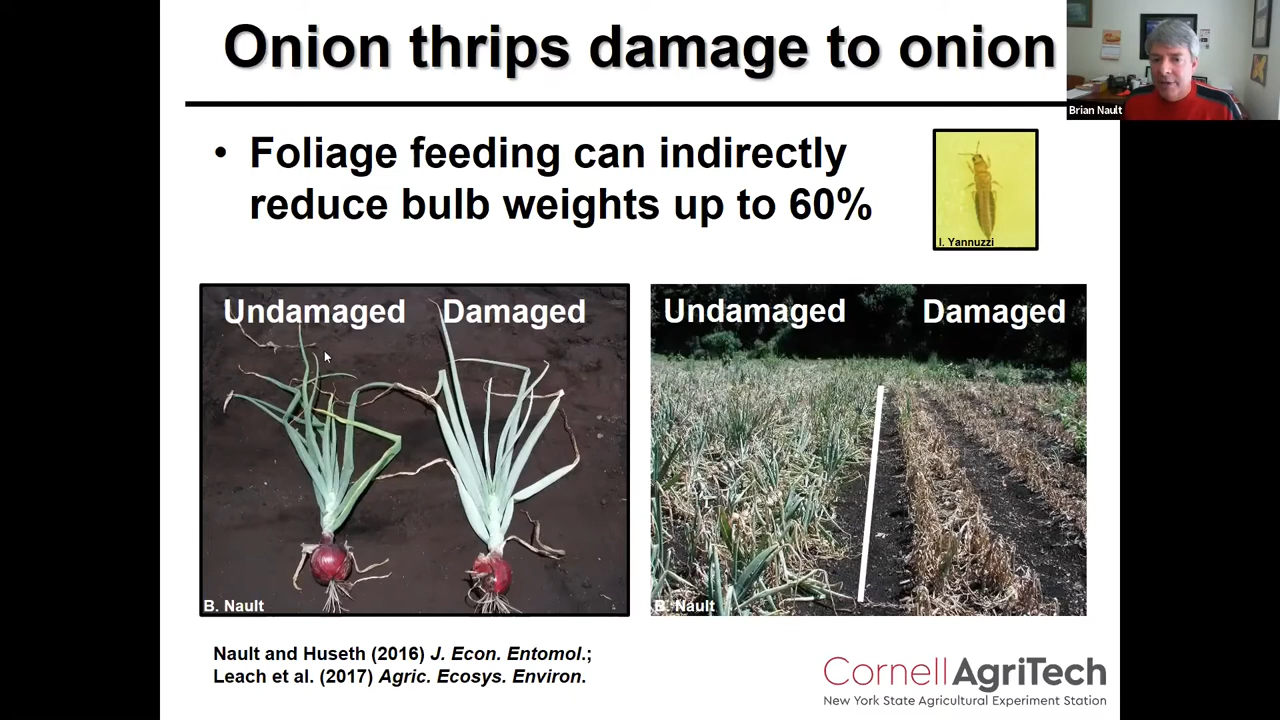 Onion thrips damage to onion
Brian Nault
• Foliage feeding can indirectly
reduce bulb weights up to 60%
I. Yannuzzi
Undamaged Damaged
B. Nault
Undamaged Damaged
B. Nault
Nault and Huseth (2016) J. Econ. Entomol.;
Leach et al. (2017) Agric. Ecosys. Environ.
Cornell AgriTech
New York State Agricultural Experiment Station